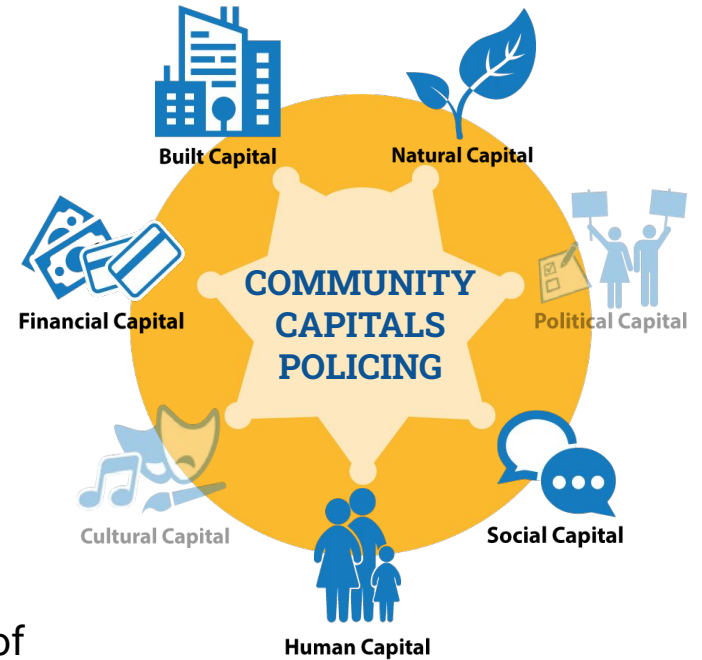 Built Capital
Natural Capital
COMMUNITY
CAPITALS
POLICING
Financial Capital
Political Capital
Cultural Capital
Social Capital
Human Capital
of